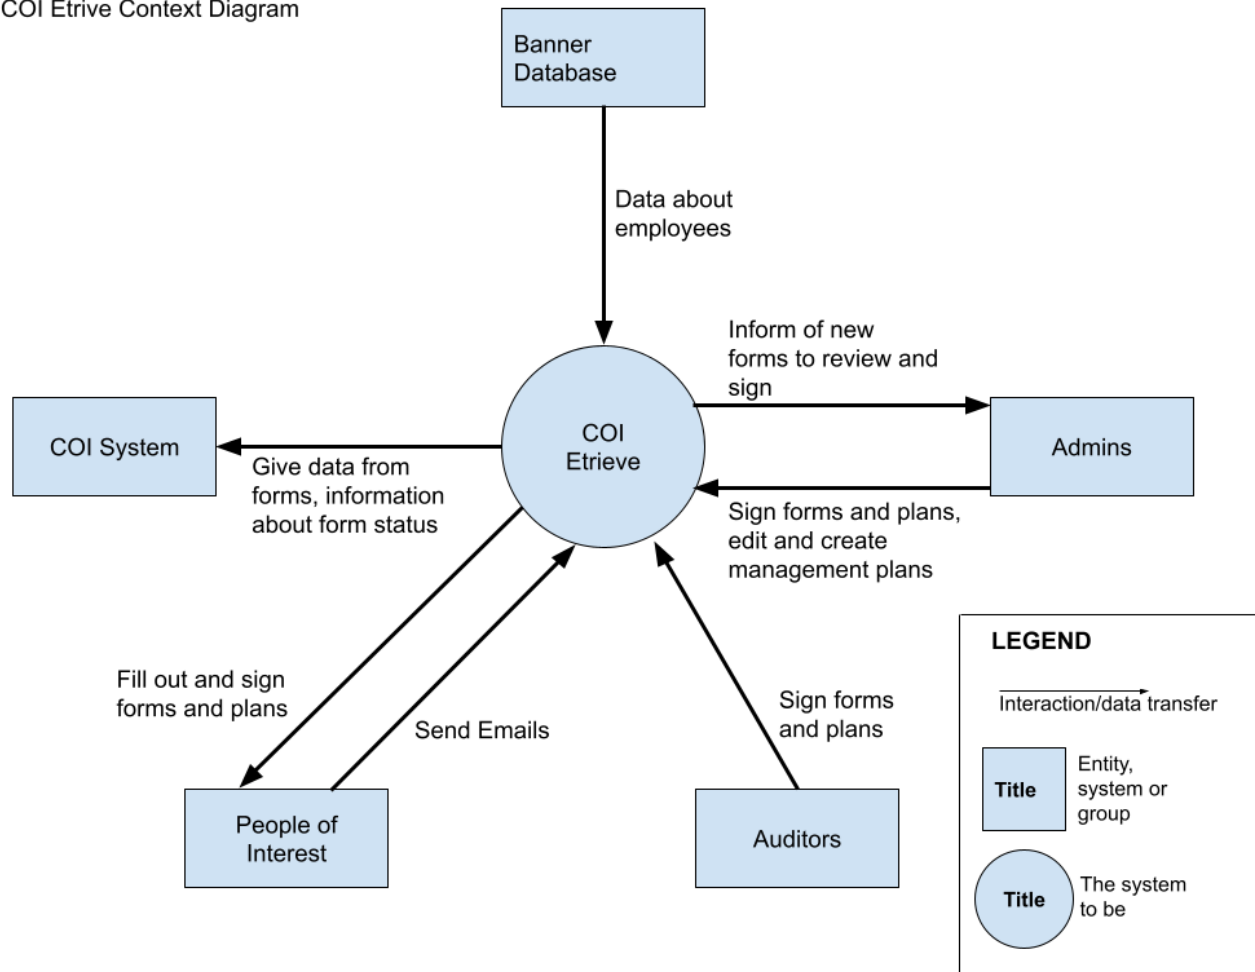 COI Etrive Context Diagram
Banner
Database
Data about
employees
Inform of new
forms to review and
sign
COI System
COI
Etrieve
Admins
Give data from
forms, information
about form status
Sign forms and plans,
edit and create
management plans
Fill out and sign
forms and plans
Send Emails
Sign forms
and plans
People of
Interest
Auditors
LEGEND
Interaction/data transfer
Title
Entity,
system or
group
Title
The system
to be